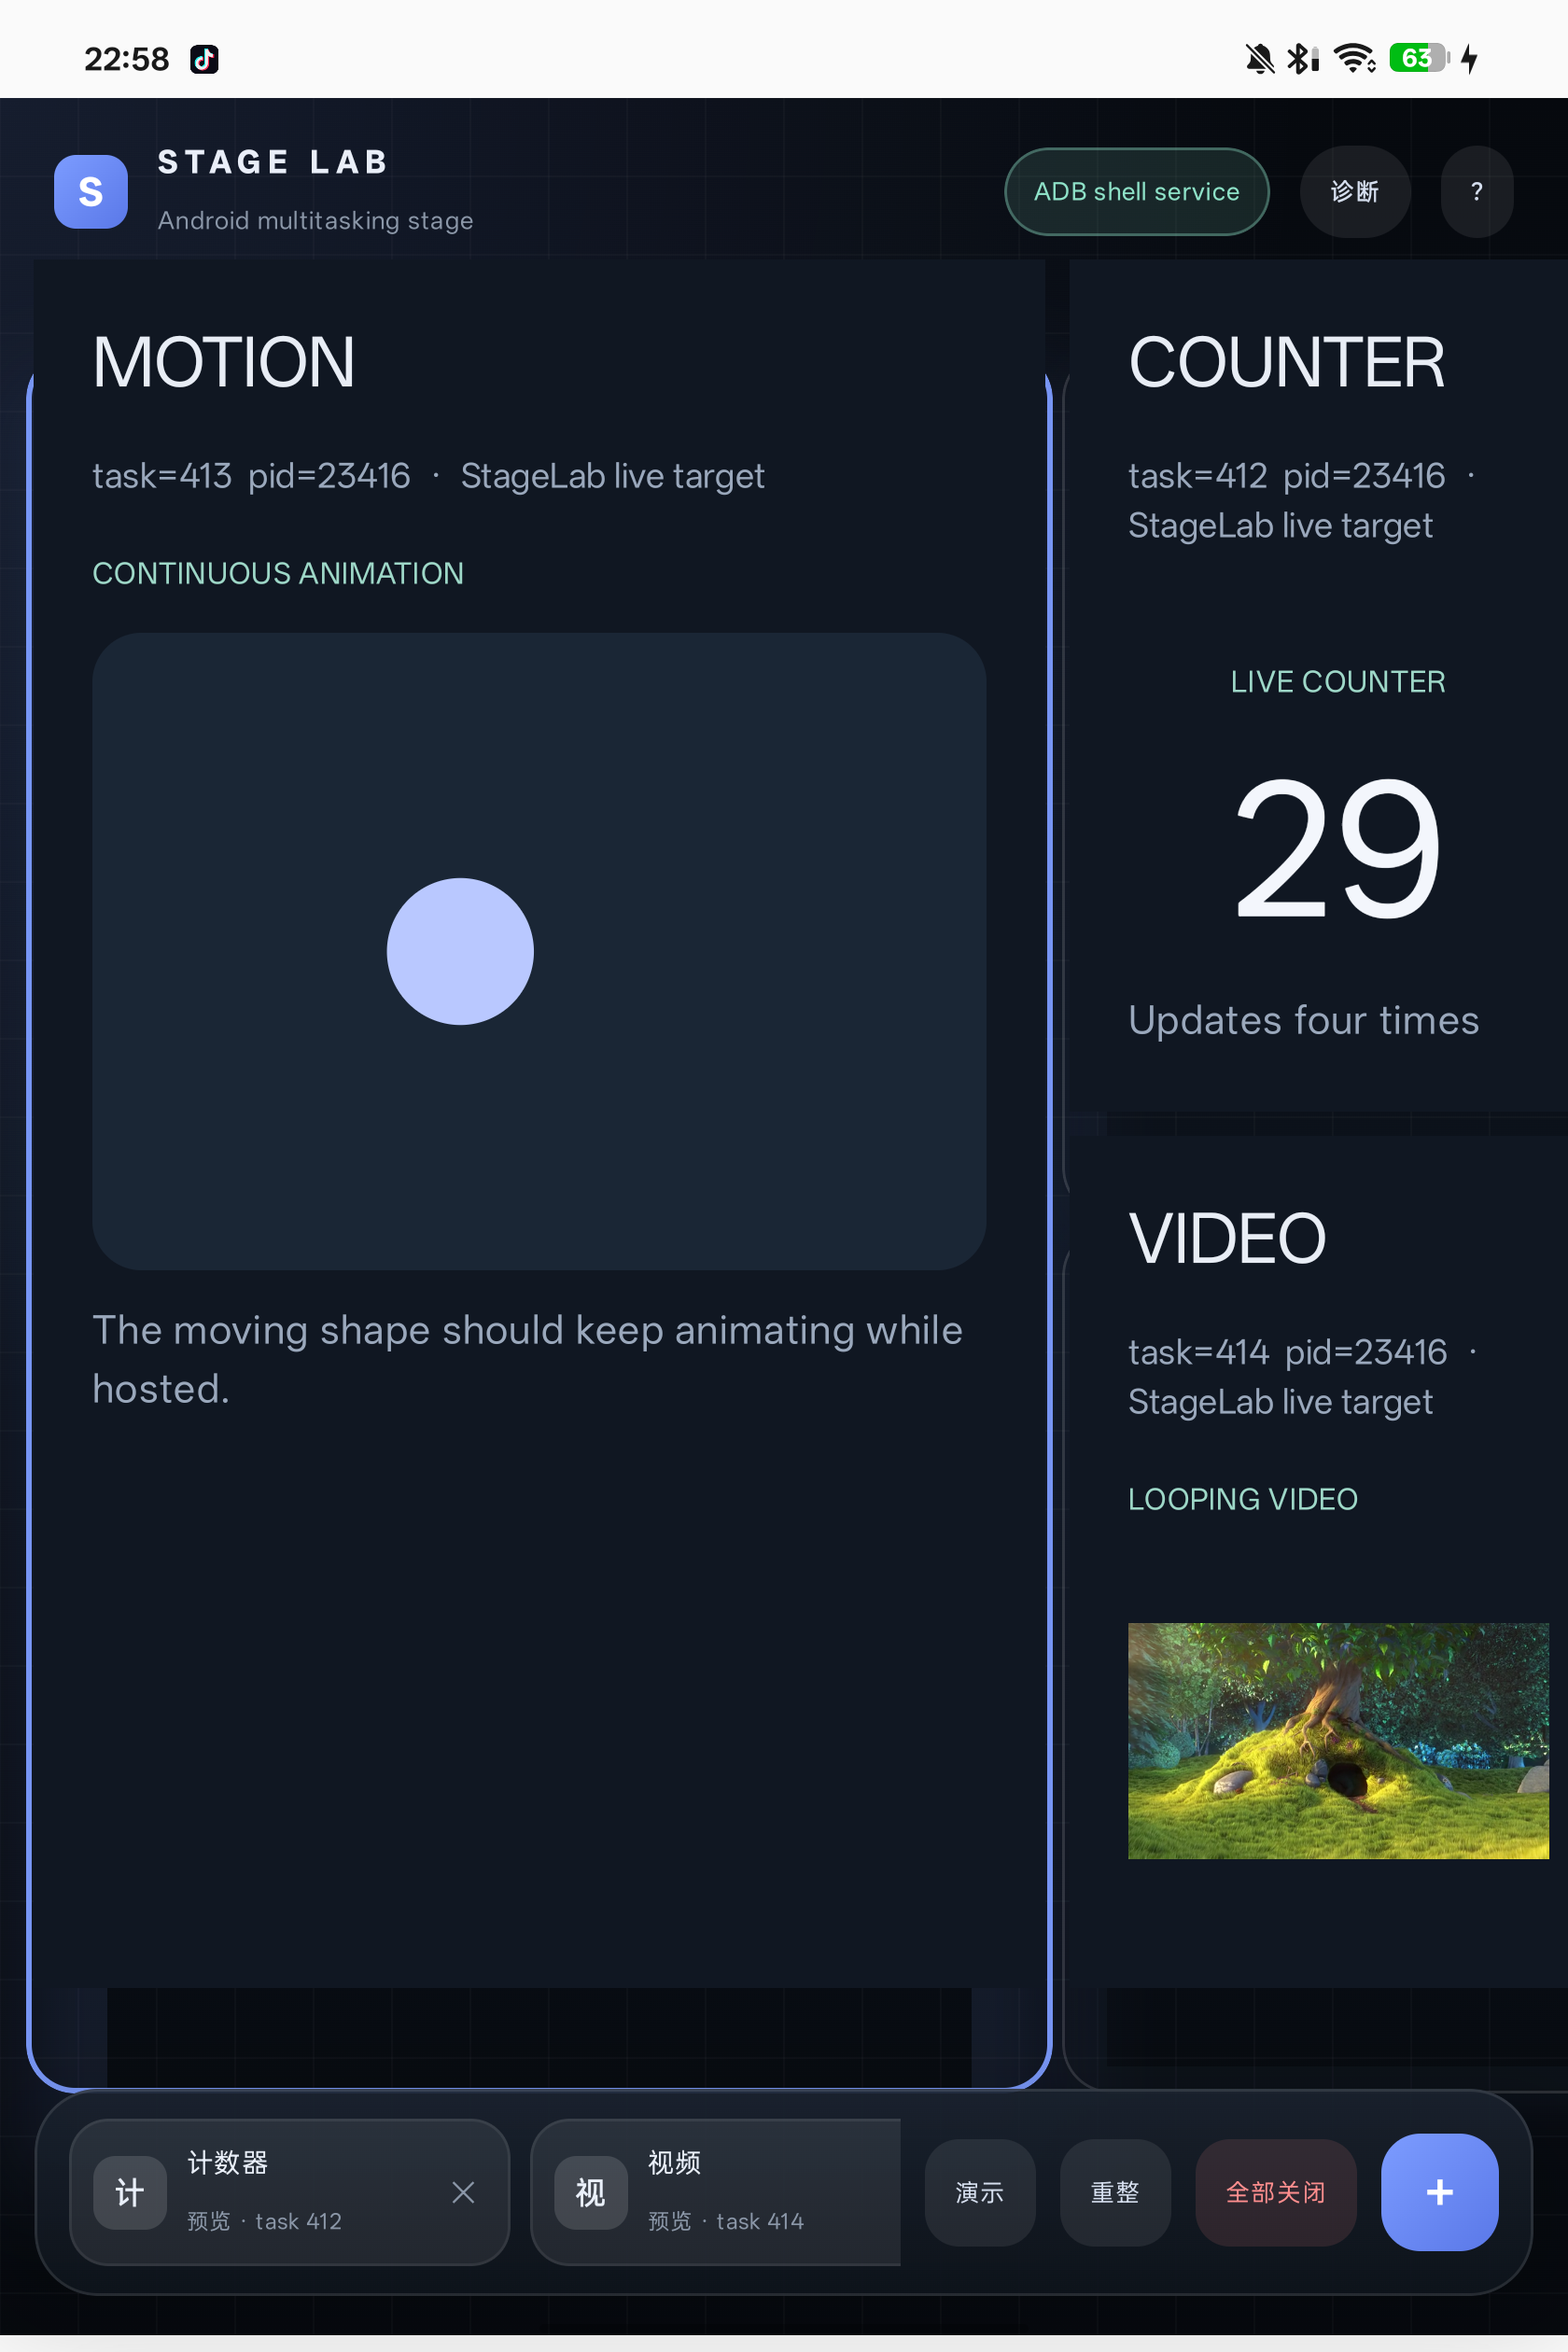 22:58
63
S
STAGE LAB
Android multitasking stage
ADB shell service
诊断
?
MOTION
task=413 pid=23416 · StageLab live target
CONTINUOUS ANIMATION
The moving shape should keep animating while
hosted.
COUNTER
task=412 pid=23416 ·
StageLab live target
LIVE COUNTER
29
Updates four times
VIDEO
task=414 pid=23416 ·
StageLab live target
LOOPING VIDEO
计
计数器
预览 · task 412
视
视频
预览 · task 414
演示
重整
全部关闭
+